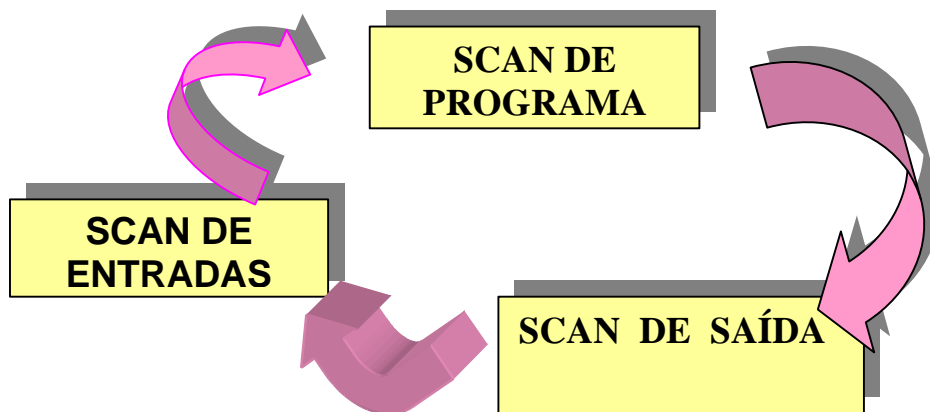 SCAN DE
PROGRAMA
SCAN DE
ENTRADAS
SCAN DE SAÍDA